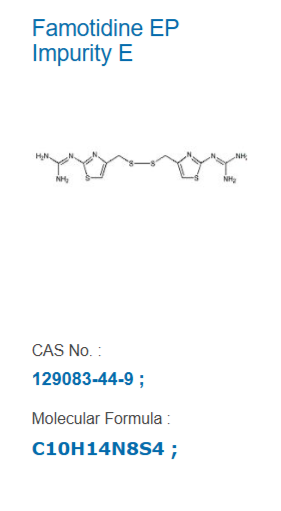 Famotidine EP
Impurity E
H₂N N N N N NH₂
NH₂ S S S S NH₂
CAS No. :
129083-44-9 ;
Molecular Formula :
C10H14N8S4 ;